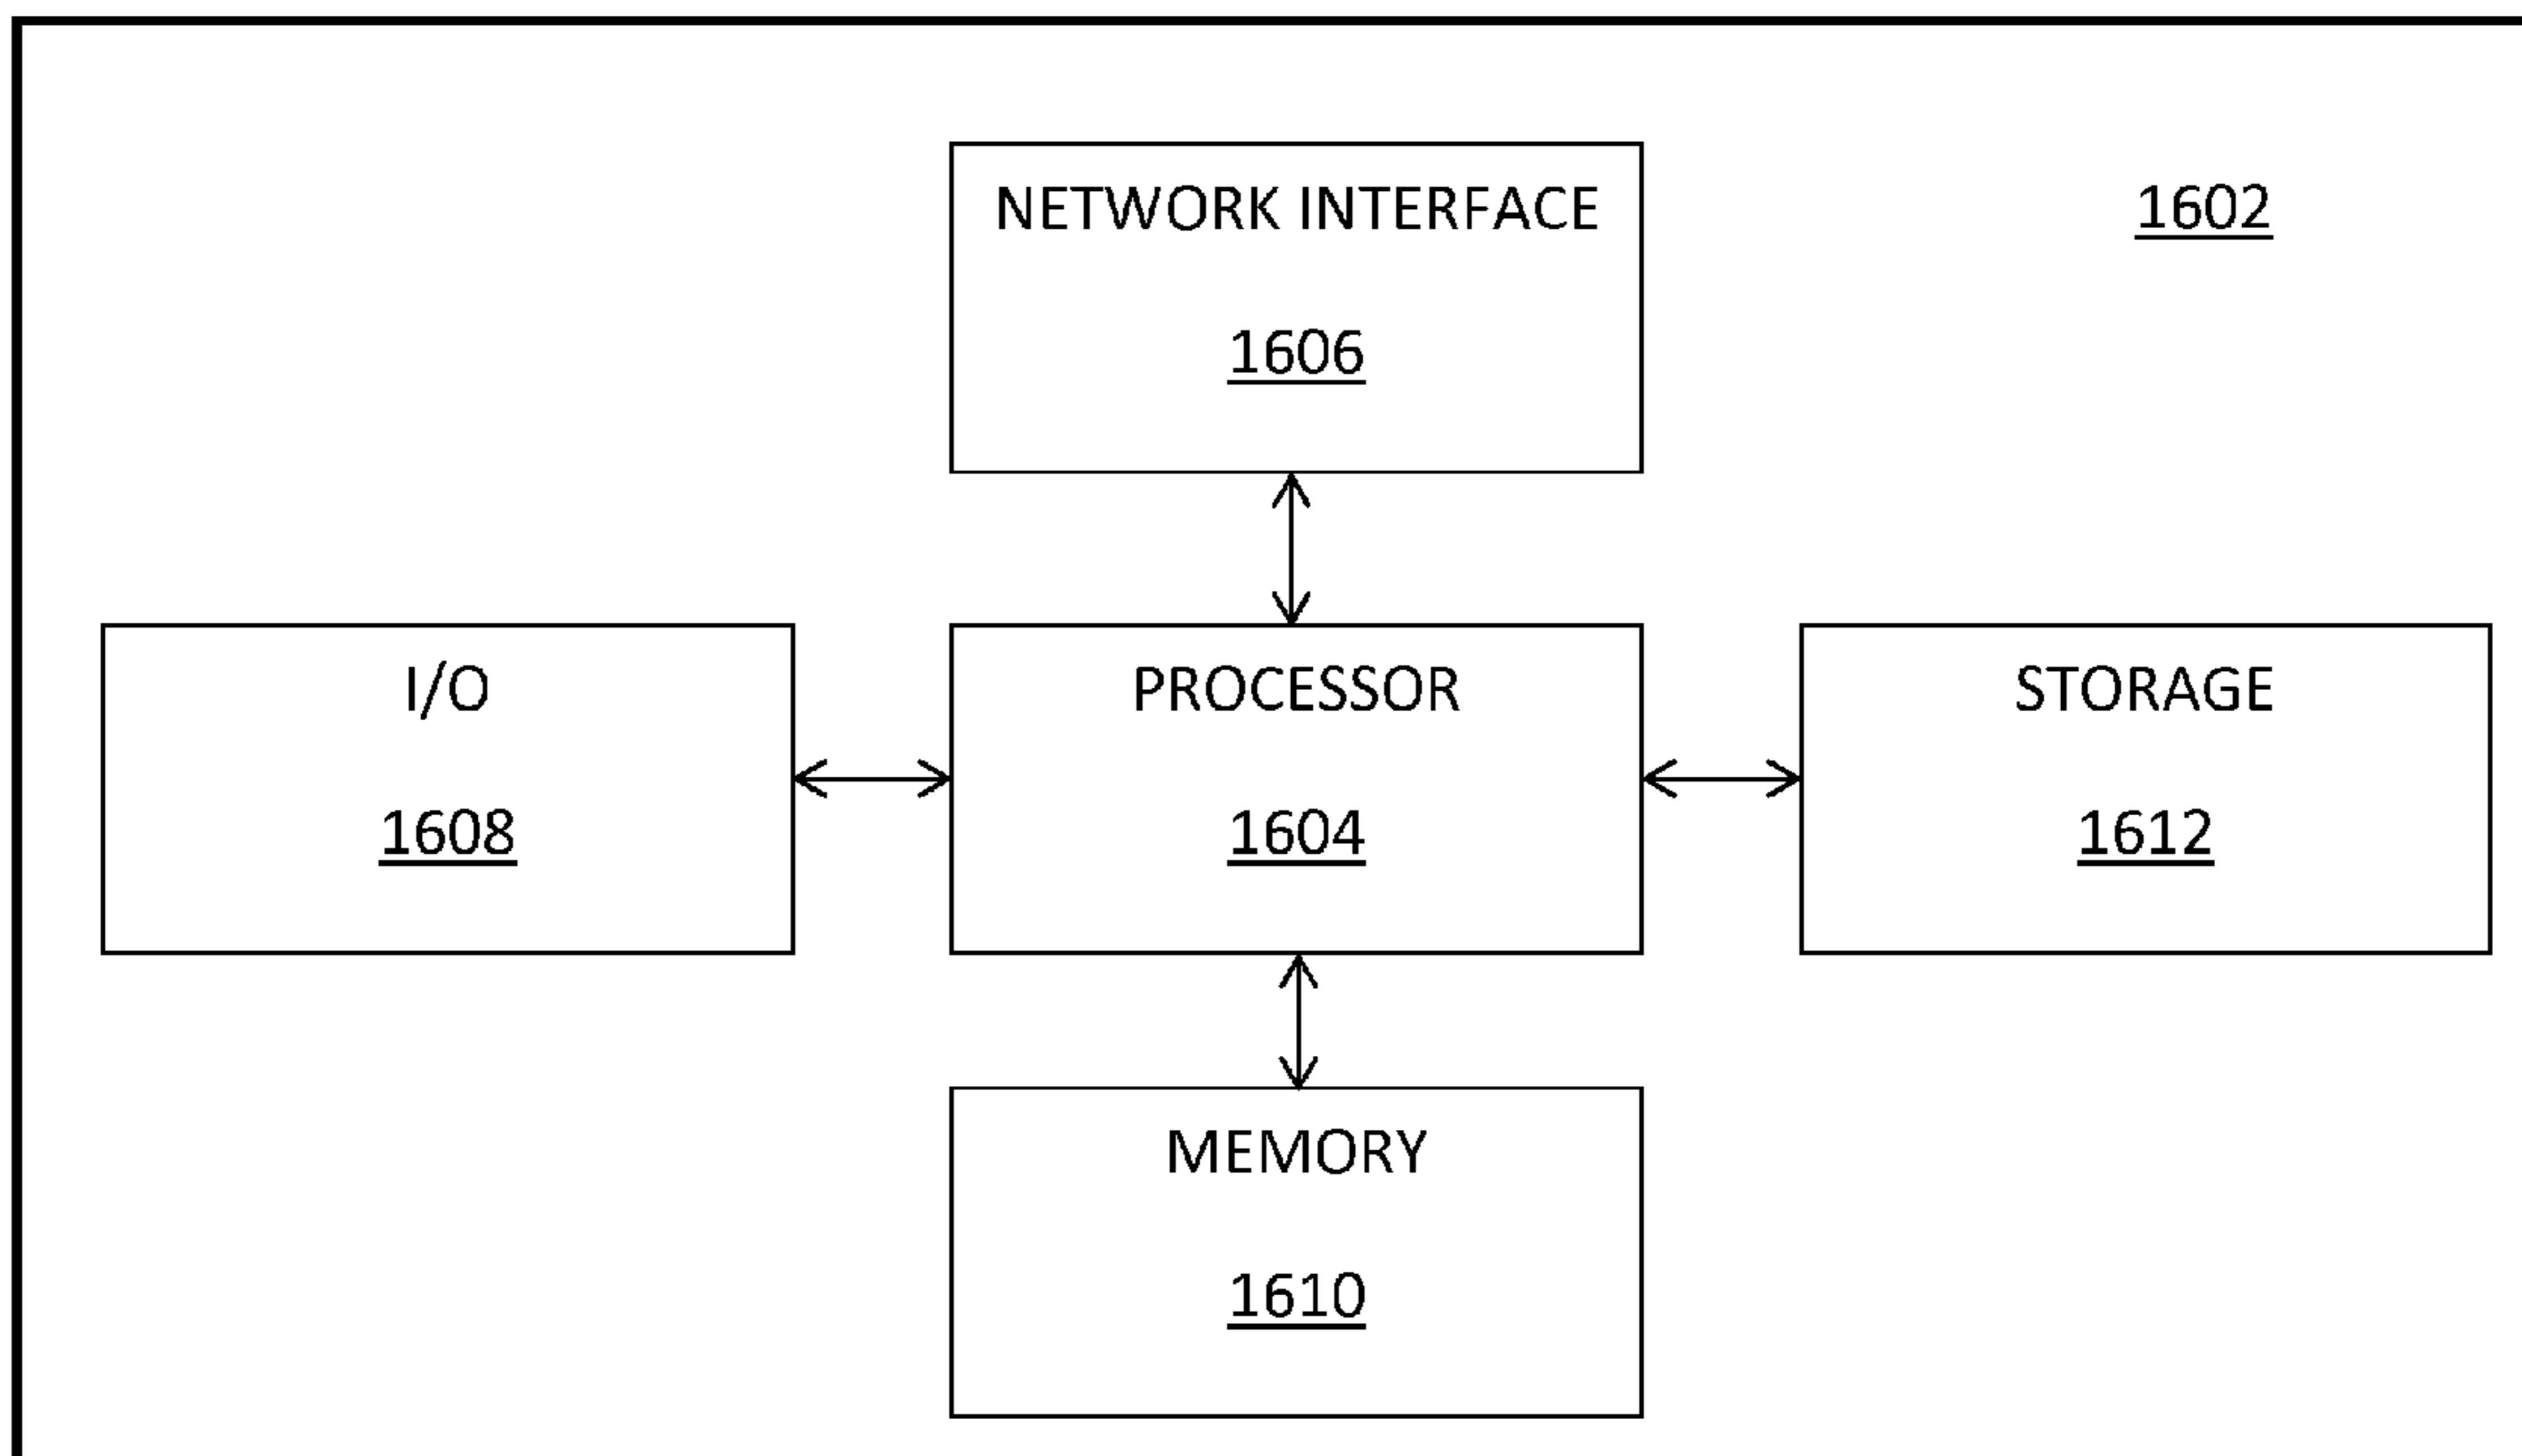 NETWORK INTERFACE
1606
1602
I/O
1608
PROCESSOR
1604
STORAGE
1612
MEMORY
1610